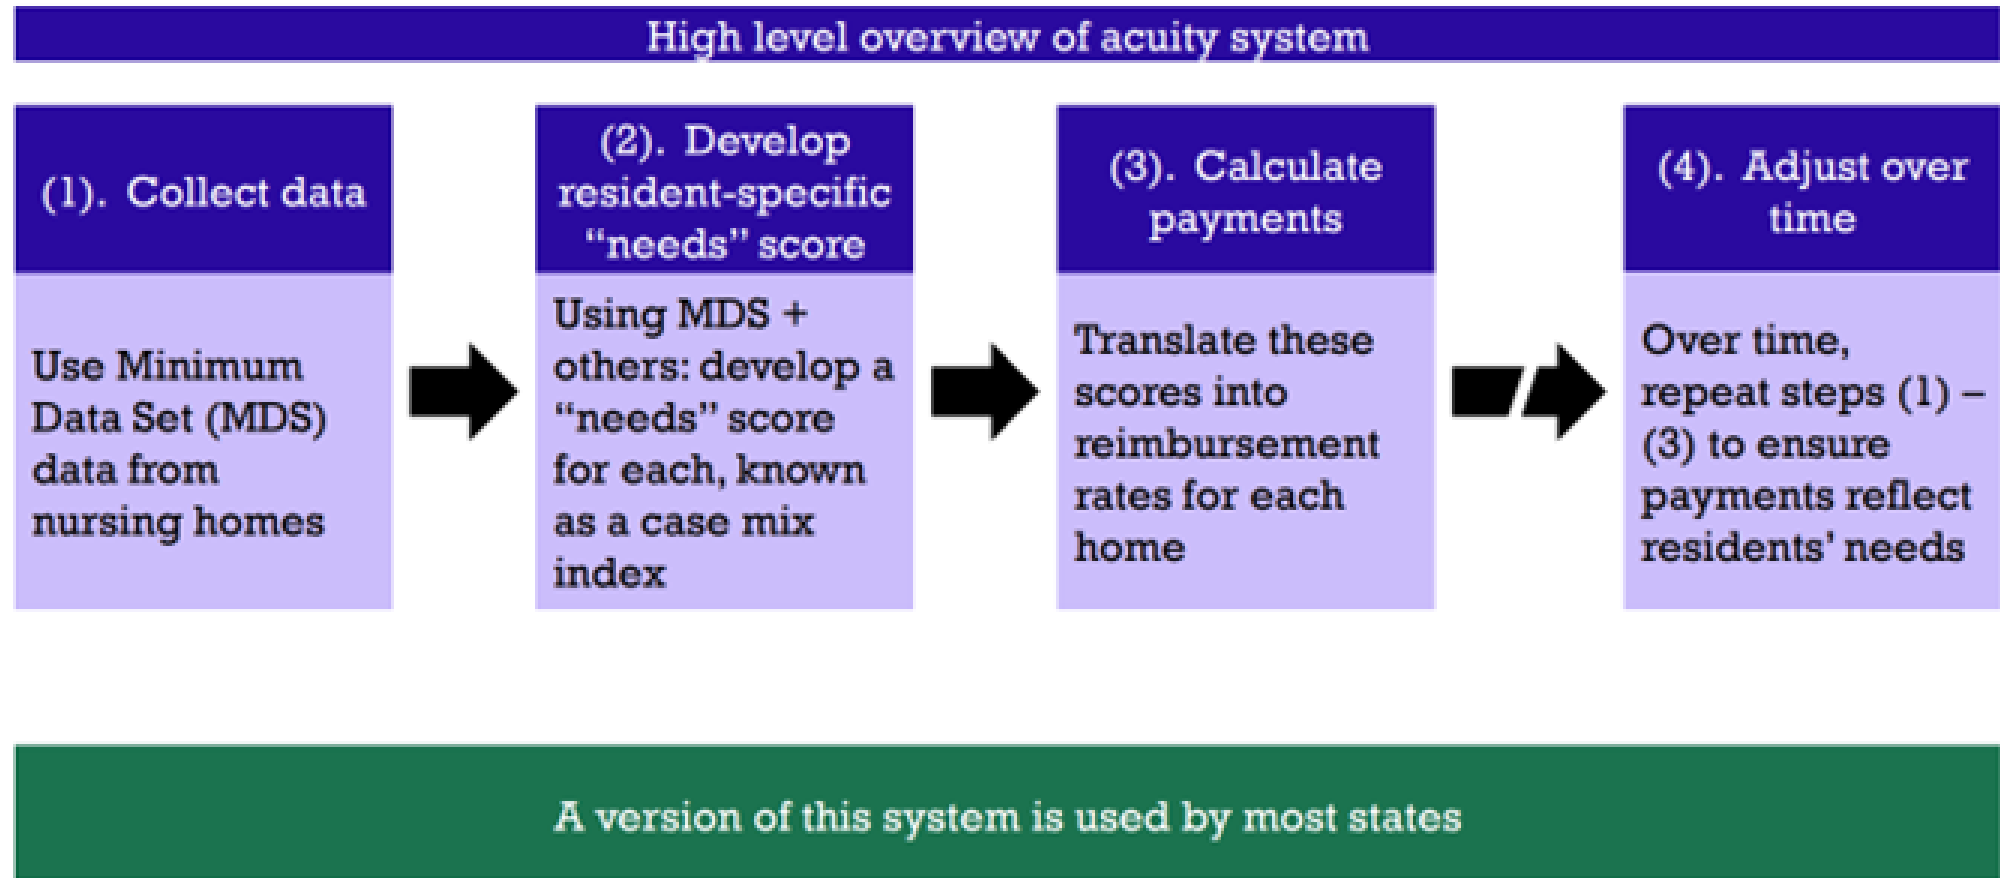 High level overview of acuity system
(1).  Collect data
Use Minimum
Data Set (MDS)
data from
nursing homes
(2).  Develop
resident-specific
“needs” score
Using MDS +
others: develop a
“needs” score
for each, known
as a case mix
index
(3).  Calculate
payments
Translate these
scores into
reimbursement
rates for each
home
(4).  Adjust over
time
Over time,
repeat steps (1) –
(3) to ensure
payments reflect
residents’ needs
A version of this system is used by most states